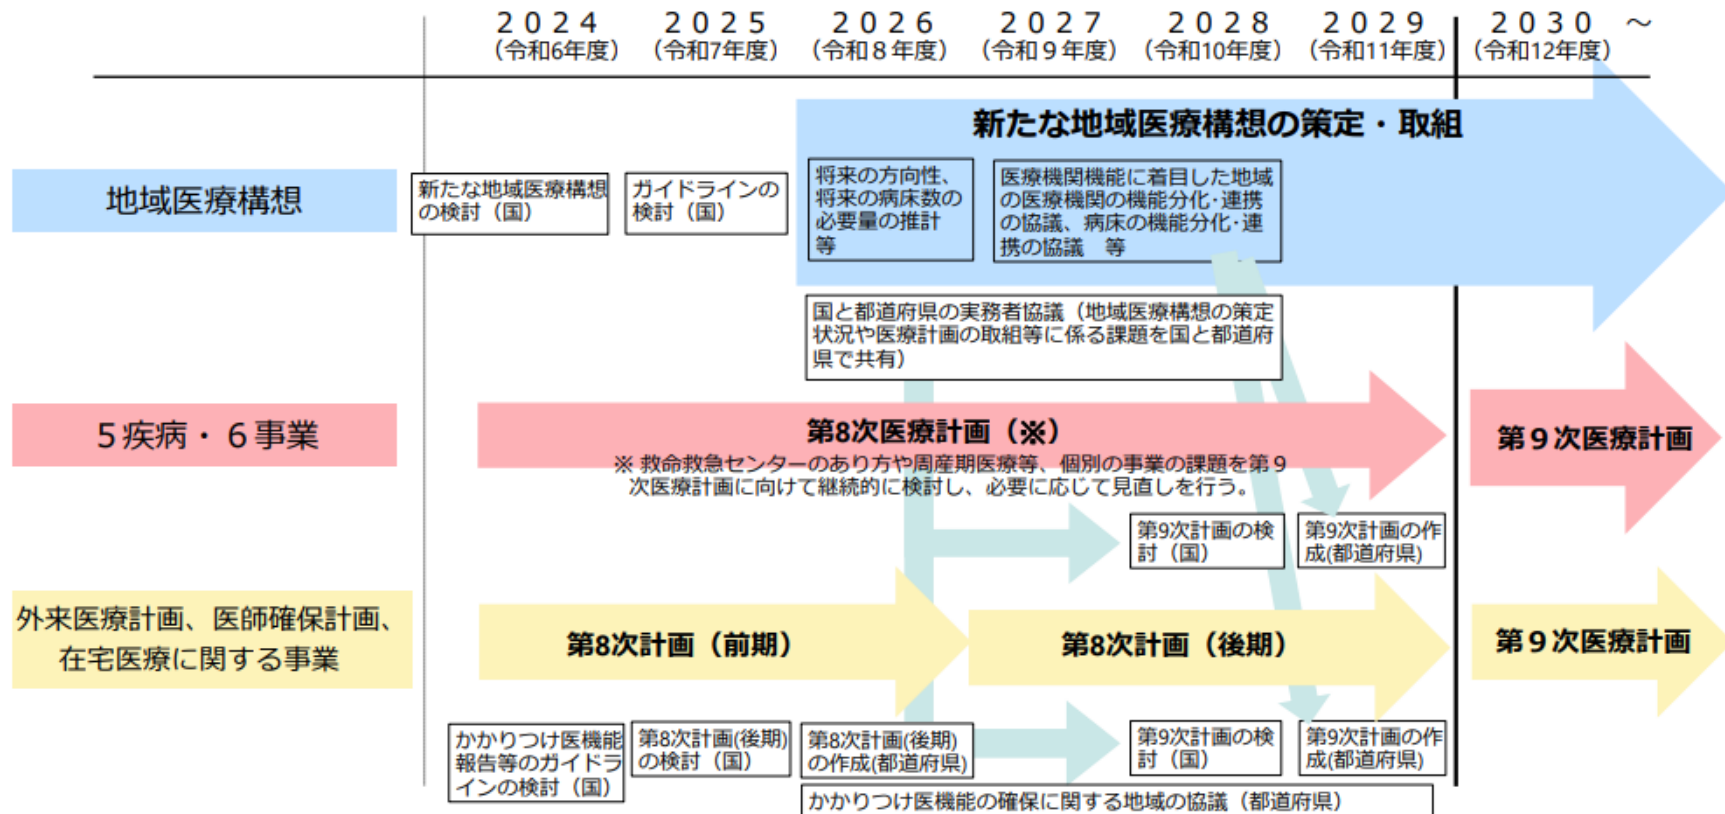 ２０２４ ２０２５ ２０２６ ２０２７ ２０２８ ２０２９ ２０３０ ～
（令和6年度） （令和7年度） （令和８年度） （令和９年度） （令和10年度） （令和11年度） （令和12年度）
新たな地域医療構想の策定・取組
地域医療構想
新たな地域医療構想
の検討（国）
ガイドラインの
検討（国）
将来の方向性、
将来の病床数の
必要量の推計
等
医療機関機能に着目した地域
の医療機関の機能分化･連携
の協議、病床の機能分化･連
携の協議　等
国と都道府県の実務者協議（地域医療構想の策定
状況や医療計画の取組等に係る課題を国と都道府
県で共有）
５疾病・６事業
第8次医療計画（※）
※ 救命救急センターのあり方や周産期医療等、個別の事業の課題を第９
次医療計画に向けて継続的に検討し、必要に応じて見直しを行う。
第９次医療計画
第9次計画の検
討（国）
第9次計画の作
成(都道府県)
外来医療計画、医師確保計画、
在宅医療に関する事業
第8次計画（前期）
第8次計画（後期）
第９次医療計画
かかりつけ医機能
報告等のガイドラ
インの検討（国）
第8次計画(後期)
の検討（国）
第8次計画(後期)
の作成(都道府県)
第9次計画の検
討（国）
第9次計画の作
成(都道府県)
かかりつけ医機能の確保に関する地域の協議（都道府県）